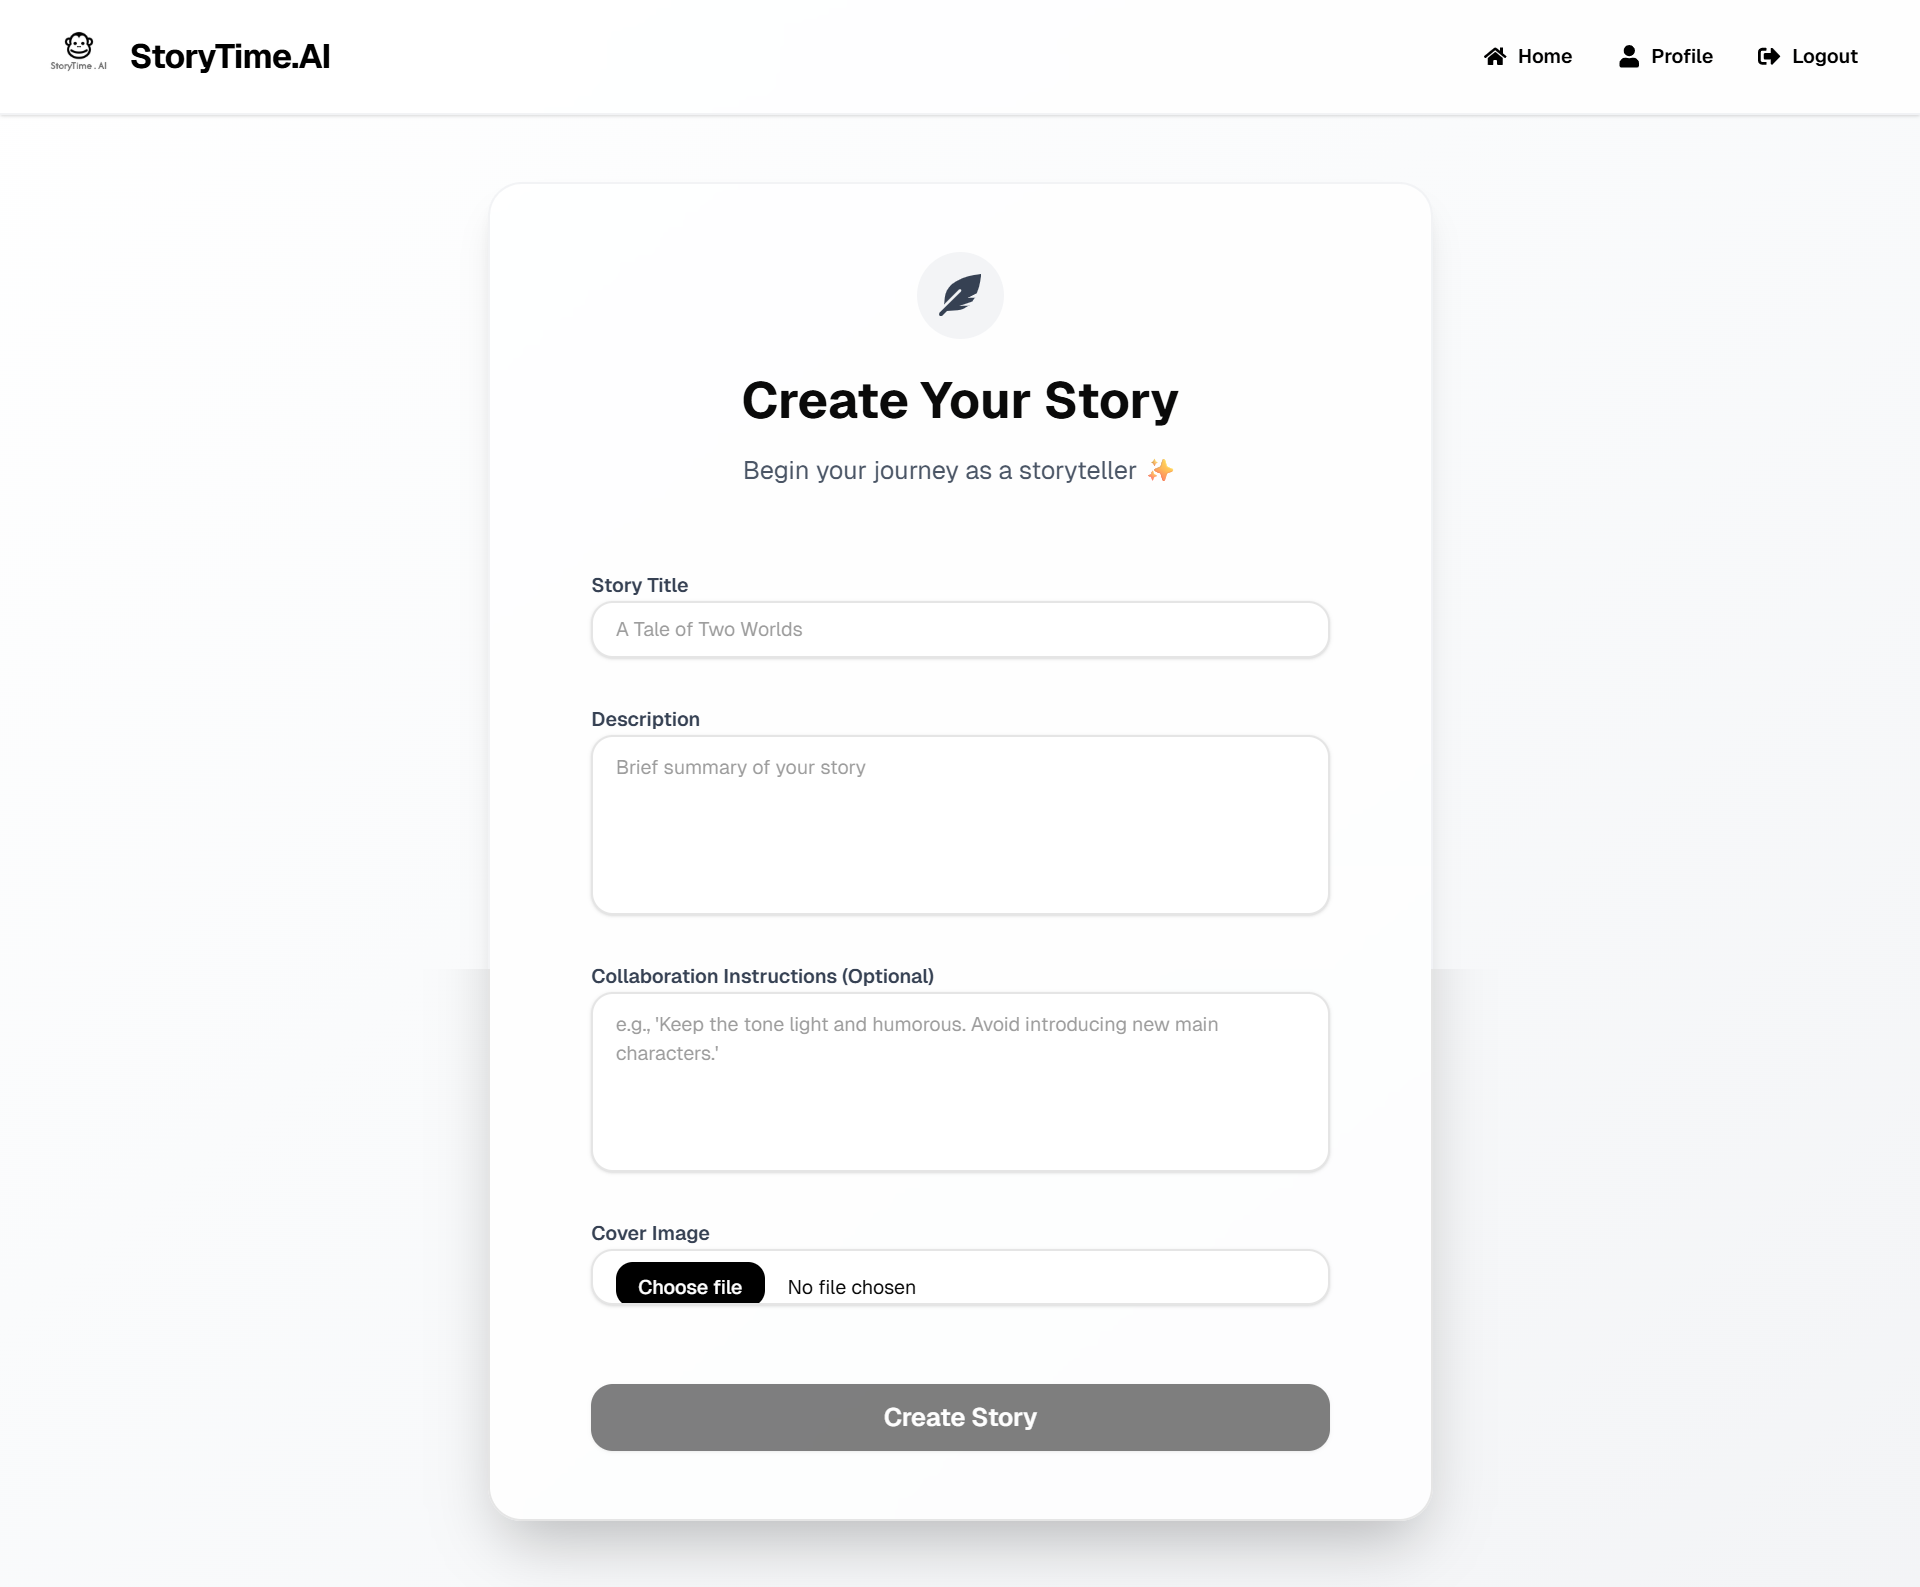 StoryTime . AI
StoryTime.AI
Home
Profile
Logout
Create Your Story
Begin your journey as a storyteller ✨
Story Title
A Tale of Two Worlds
Description
Brief summary of your story
Collaboration Instructions (Optional)
e.g., 'Keep the tone light and humorous. Avoid introducing new main
characters.'
Cover Image
Choose file
No file chosen
Create Story